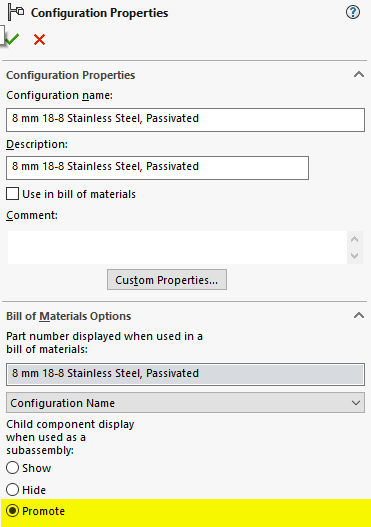 Configuration Properties
Configuration Properties
Configuration name:
8 mm 18-8 Stainless Steel, Passivated
Description:
8 mm 18-8 Stainless Steel, Passivated
Use in bill of materials
Comment:
Custom Properties...
Bill of Materials Options
Part number displayed when used in a
bill of materials:
8 mm 18-8 Stainless Steel, Passivated
Configuration Name
Child component display
when used as a
subassembly:
Show
Hide
Promote